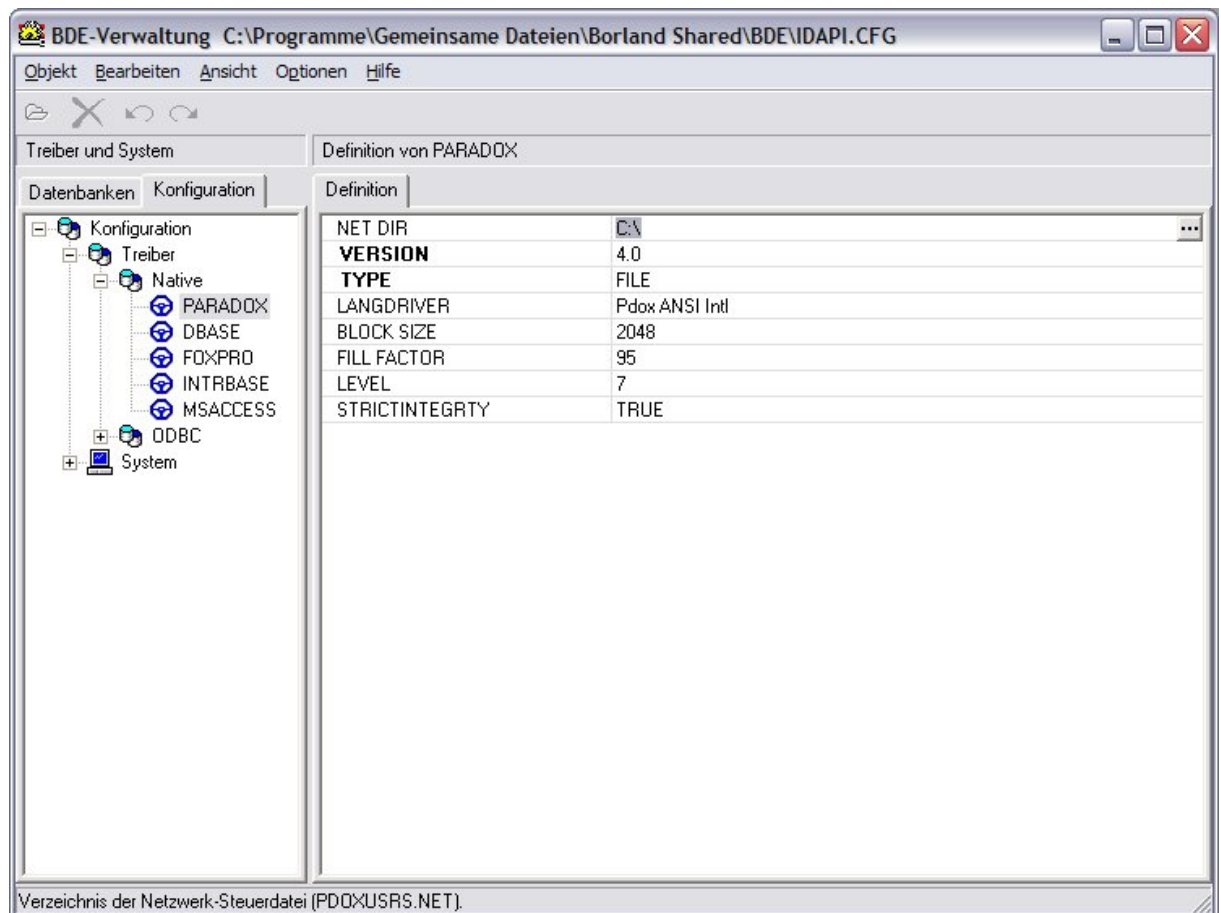 BDE-Verwaltung C:\Programme\Gemeinsame Dateien\Borland Shared\BDE\IDAPI.CFG
Objekt Bearbeiten Ansicht Optionen Hilfe
Treiber und System
Definition von PARADOX
Datenbanken Konfiguration
Definition
Konfiguration
Treiber
Native
PARADOX
DBASE
FOXPRO
INTRBASE
MSACCESS
ODBC
System
NET DIR C:\
VERSION 4.0
TYPE FILE
LANGDRIVER Pdox ANSI Intl
BLOCK SIZE 2048
FILL FACTOR 95
LEVEL 7
STRICTINTEGRTY TRUE
Verzeichnis der Netzwerk-Steuerdatei (PDOXUSRS.NET).